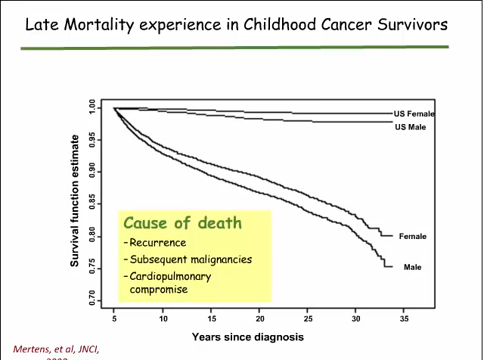 Late Mortality experience in Childhood Cancer Survivors
Survival function estimate
1.00
0.95
0.90
0.85
0.80
0.75
0.70
US Female
US Male
Female
Male
Cause of death
-Recurrence
-Subsequent malignancies
-Cardiopulmonary
compromise
5 10 15 20 25 30 35
Years since diagnosis
Mertens, et al, JNCI,